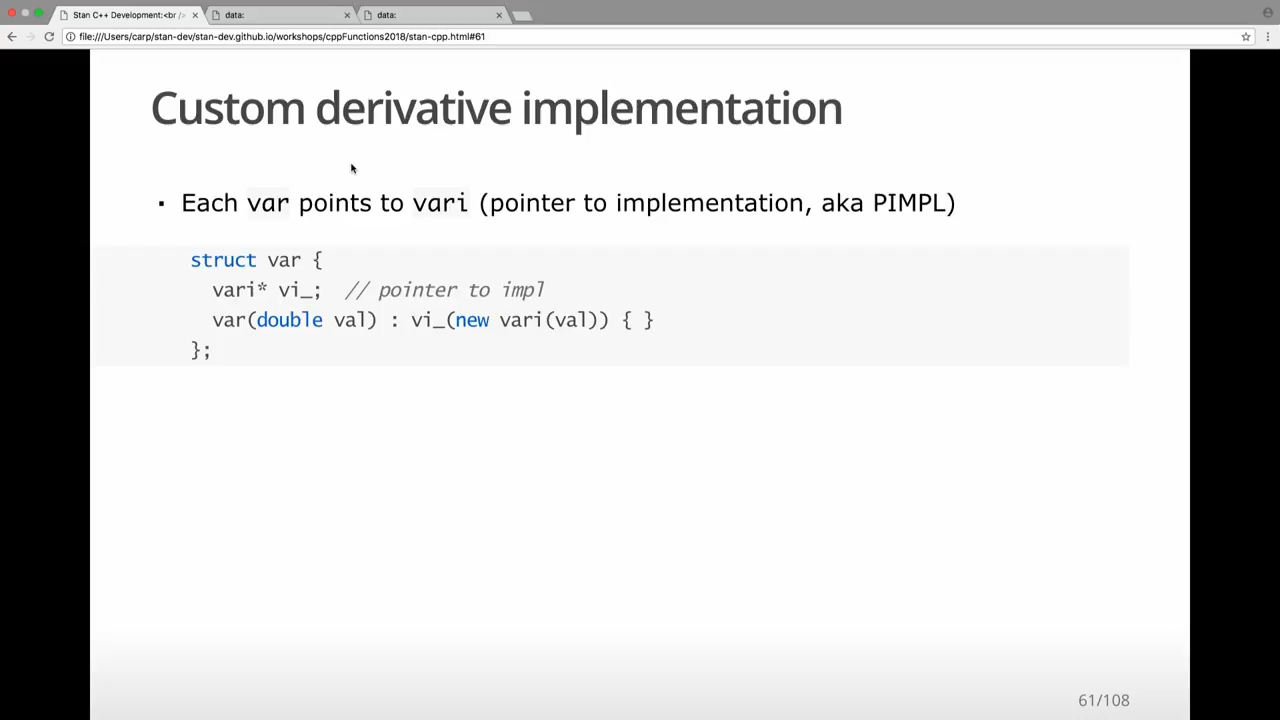 Stan C++ Development:<br />
data:
data:
file:///Users/carp/stan-dev/stan-dev.github.io/workshops/cppFunctions2018/stan-cpp.html#61
Custom derivative implementation
▪ Each var points to vari (pointer to implementation, aka PIMPL)
struct var {
vari* vi_; // pointer to impl
var(double val) : vi_(new vari(val)) { }
};
61/108